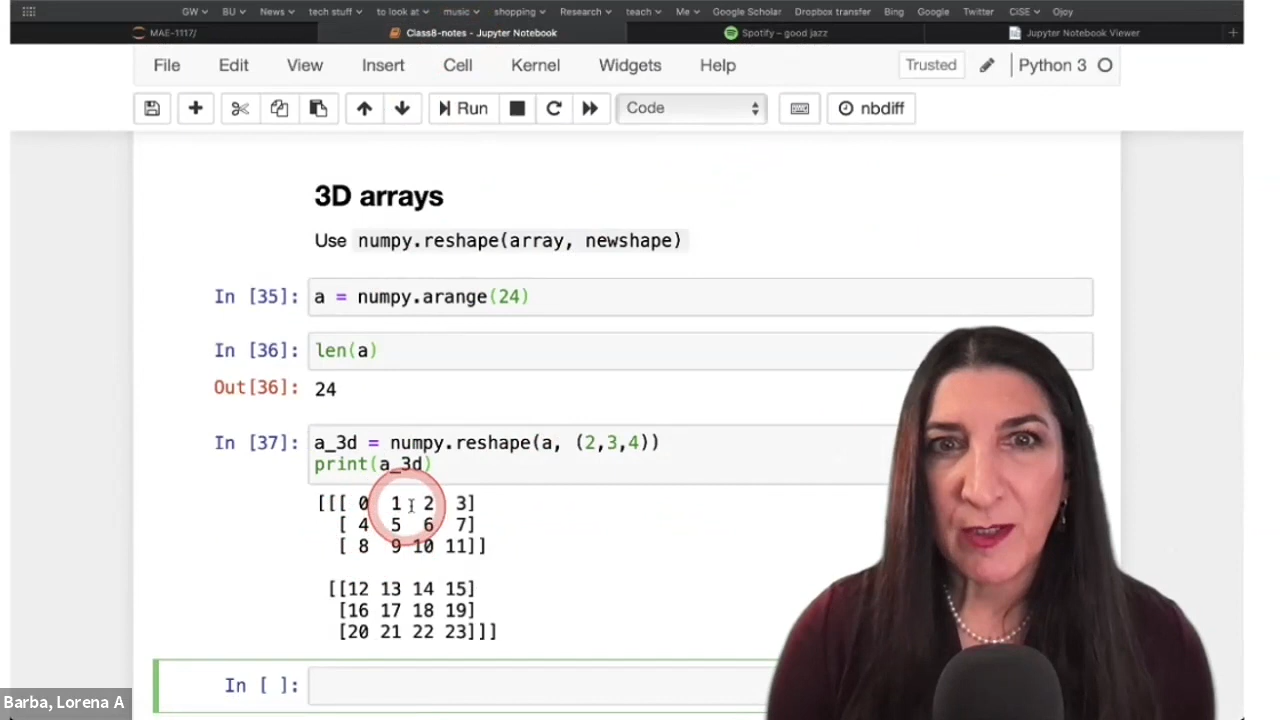 GW BU News tech stuff to look at music shopping Research teach Me Google Scholar Dropbox transfer Bing Google Twitter CiSE Ojoy
MAE-1117/ Class8-notes - Jupyter Notebook Spotify – good jazz Jupyter Notebook Viewer +
File Edit View Insert Cell Kernel Widgets Help Trusted Python 3
Run Code nbdiff
3D arrays
Use numpy.reshape(array, newshape)
In [35]: a = numpy.arange(24)
In [36]: len(a)
Out[36]: 24
In [37]: a_3d = numpy.reshape(a, (2,3,4))
print(a_3d)
[[[ 0 1 2 3]
[ 4 5 6 7]
[ 8 9 10 11]]
[[12 13 14 15]
[16 17 18 19]
[20 21 22 23]]]
In [ ]:
Barba, Lorena A